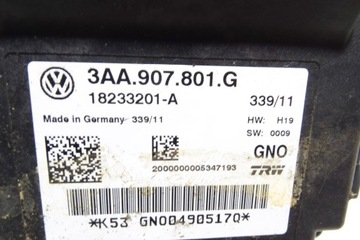 3AA.907.801.G
18233201-A 339/11
Made in Germany 339/11 HW: H19
SW: 0009
GNO
2000000005347193 TRW
*K53 GNO0490517Q*